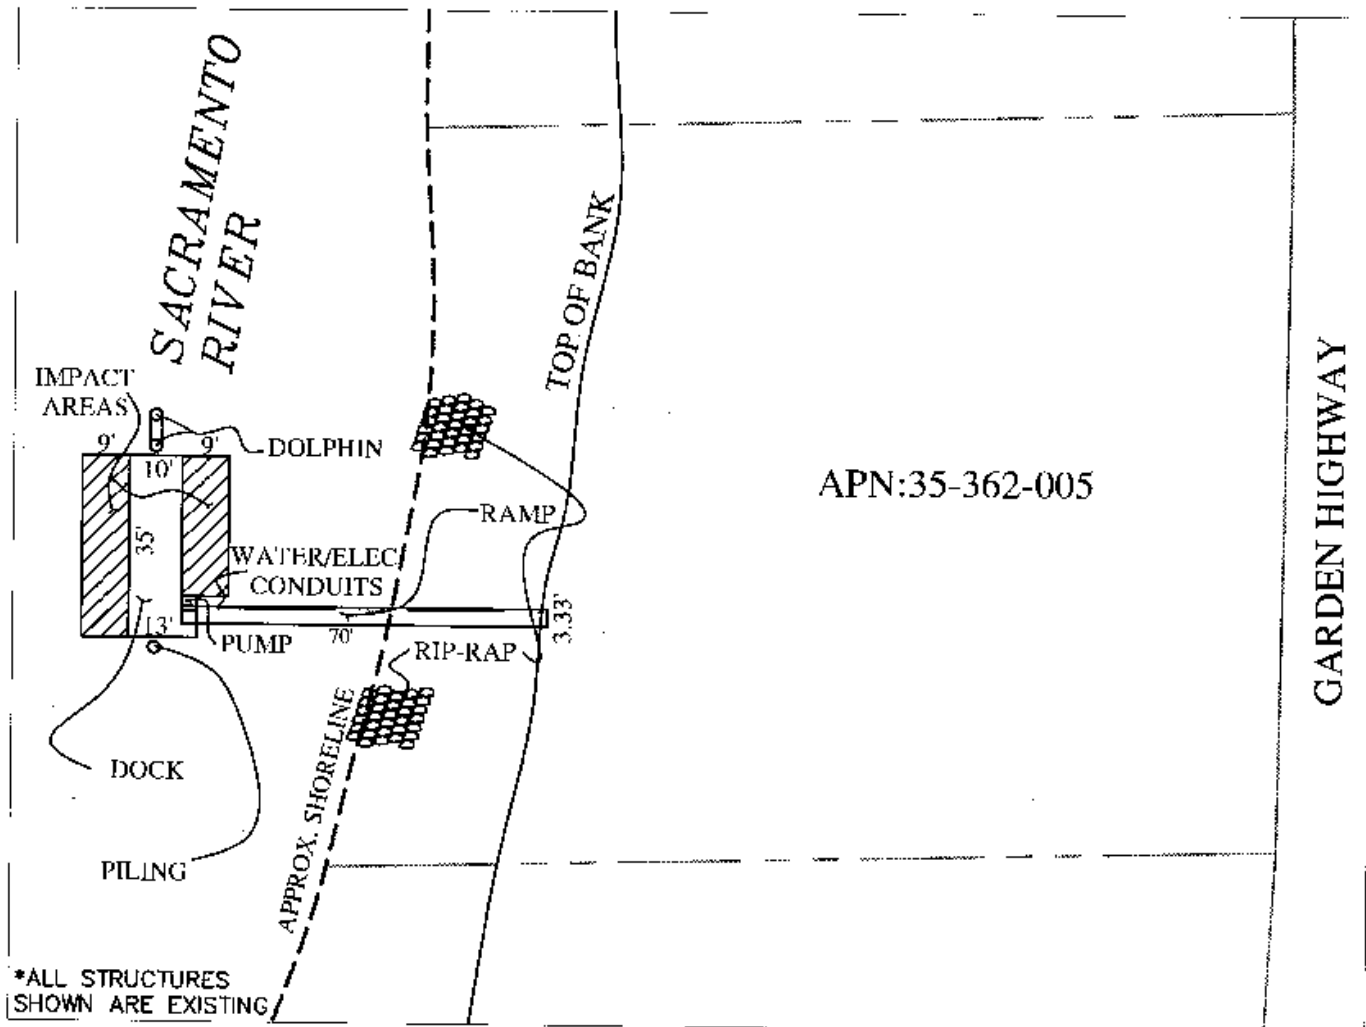 SACRAMENTO
RIVER
TOP OF BANK
IMPACT
AREAS
9'
9'
DOLPHIN
10'
APN:35-362-005
GARDEN HIGHWAY
RAMP
35'
WATER/ELEC
CONDUITS
13'
PUMP
70'
3.33'
RIP-RAP
APPROX. SHORELINE
DOCK
PILING
*ALL STRUCTURES
SHOWN ARE EXISTING